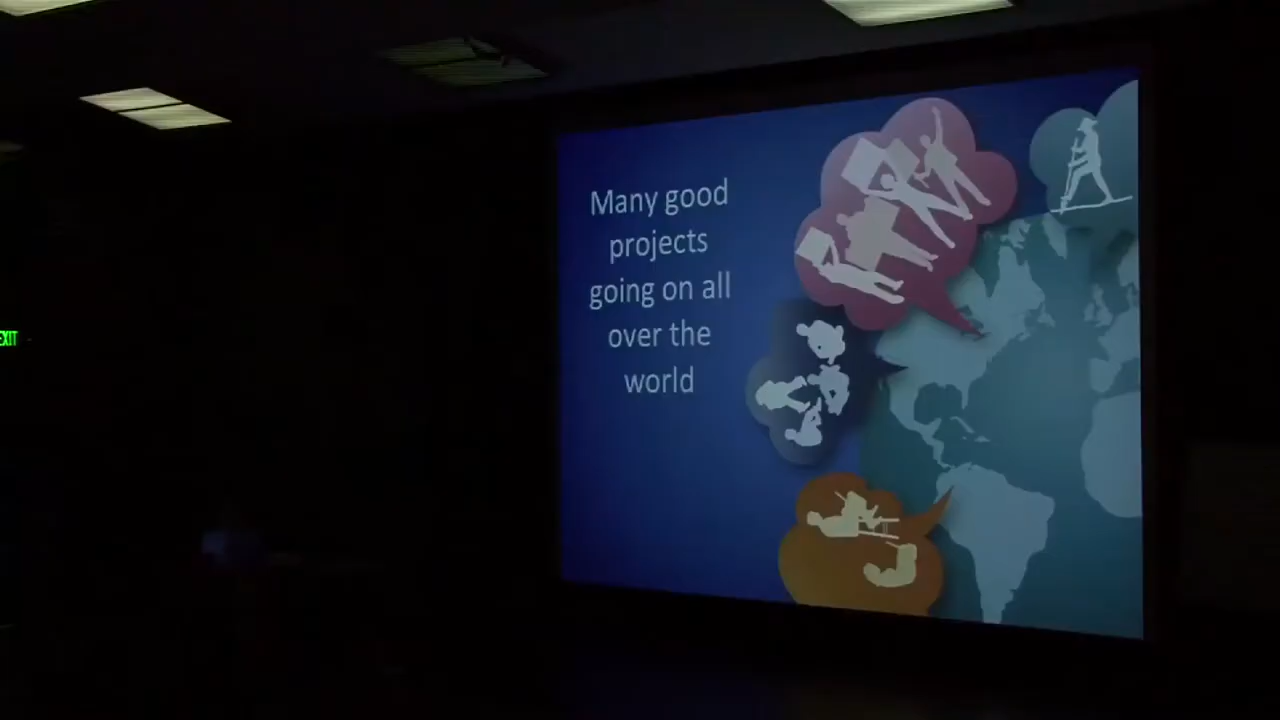 Many good
projects
going on all
over the
world
EXIT